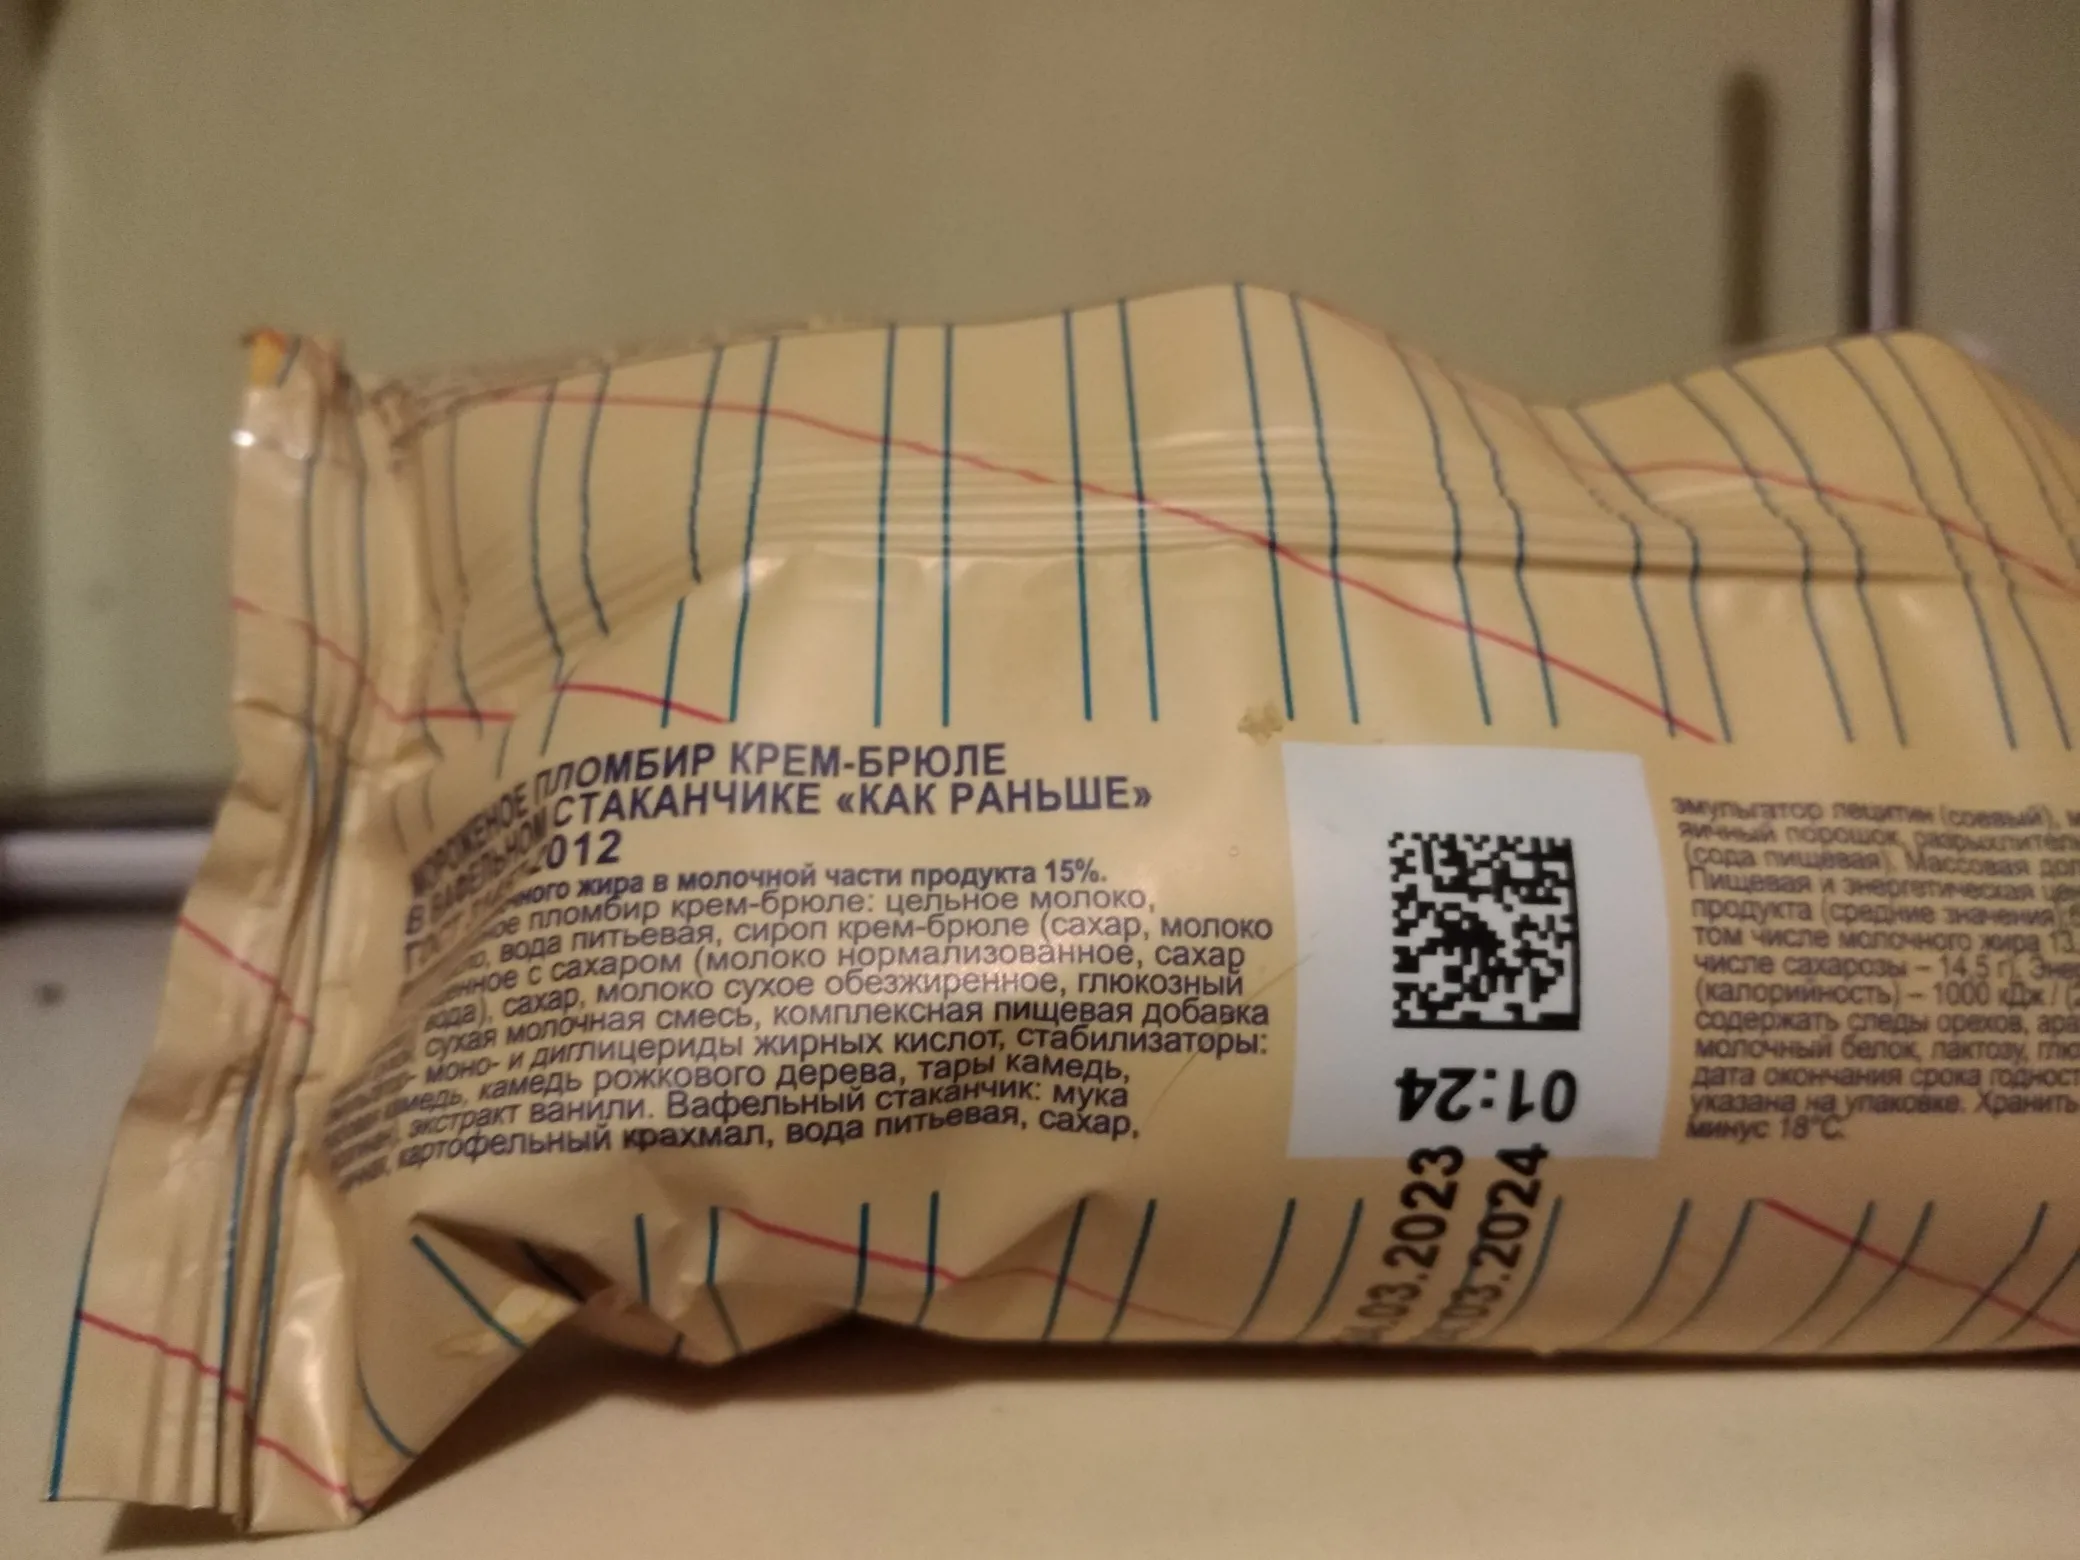 МОРОЖЕНОЕ ПЛОМБИР КРЕМ-БРЮЛЕ
В ВАФЕЛЬНОМ СТАКАНЧИКЕ «КАК РАНЬШЕ»
ГОСТ 2012
жира в молочной части продукта 15%.
пломбир крем-брюле: цельное молоко,
вода питьевая, сироп крем-брюле (сахар, молоко
с сахаром (молоко нормализованное, сахар
вода), сахар, молоко сухое обезжиренное, глюкозный
сухая молочная смесь, комплексная пищевая добавка
моно- и диглицериды жирных кислот, стабилизаторы:
камедь, камедь рожкового дерева, тары камедь,
экстракт ванили. Вафельный стаканчик: мука
картофельный крахмал, вода питьевая, сахар,
01:24
.03.2023
.03.2024
эмульгатор лецитин (соевый),
яичный порошок,
(сода пищевая). Массовая
Пищевая и энергетическая
продукта (средние значения)
том числе молочного жира 13
числе сахарозы – 14,5 г).
(калорийность) – 1000 кДж /
содержать следы орехов,
молочный белок, лактозу,
дата окончания срока
указана на упаковке. Хранить
минус 18°С.